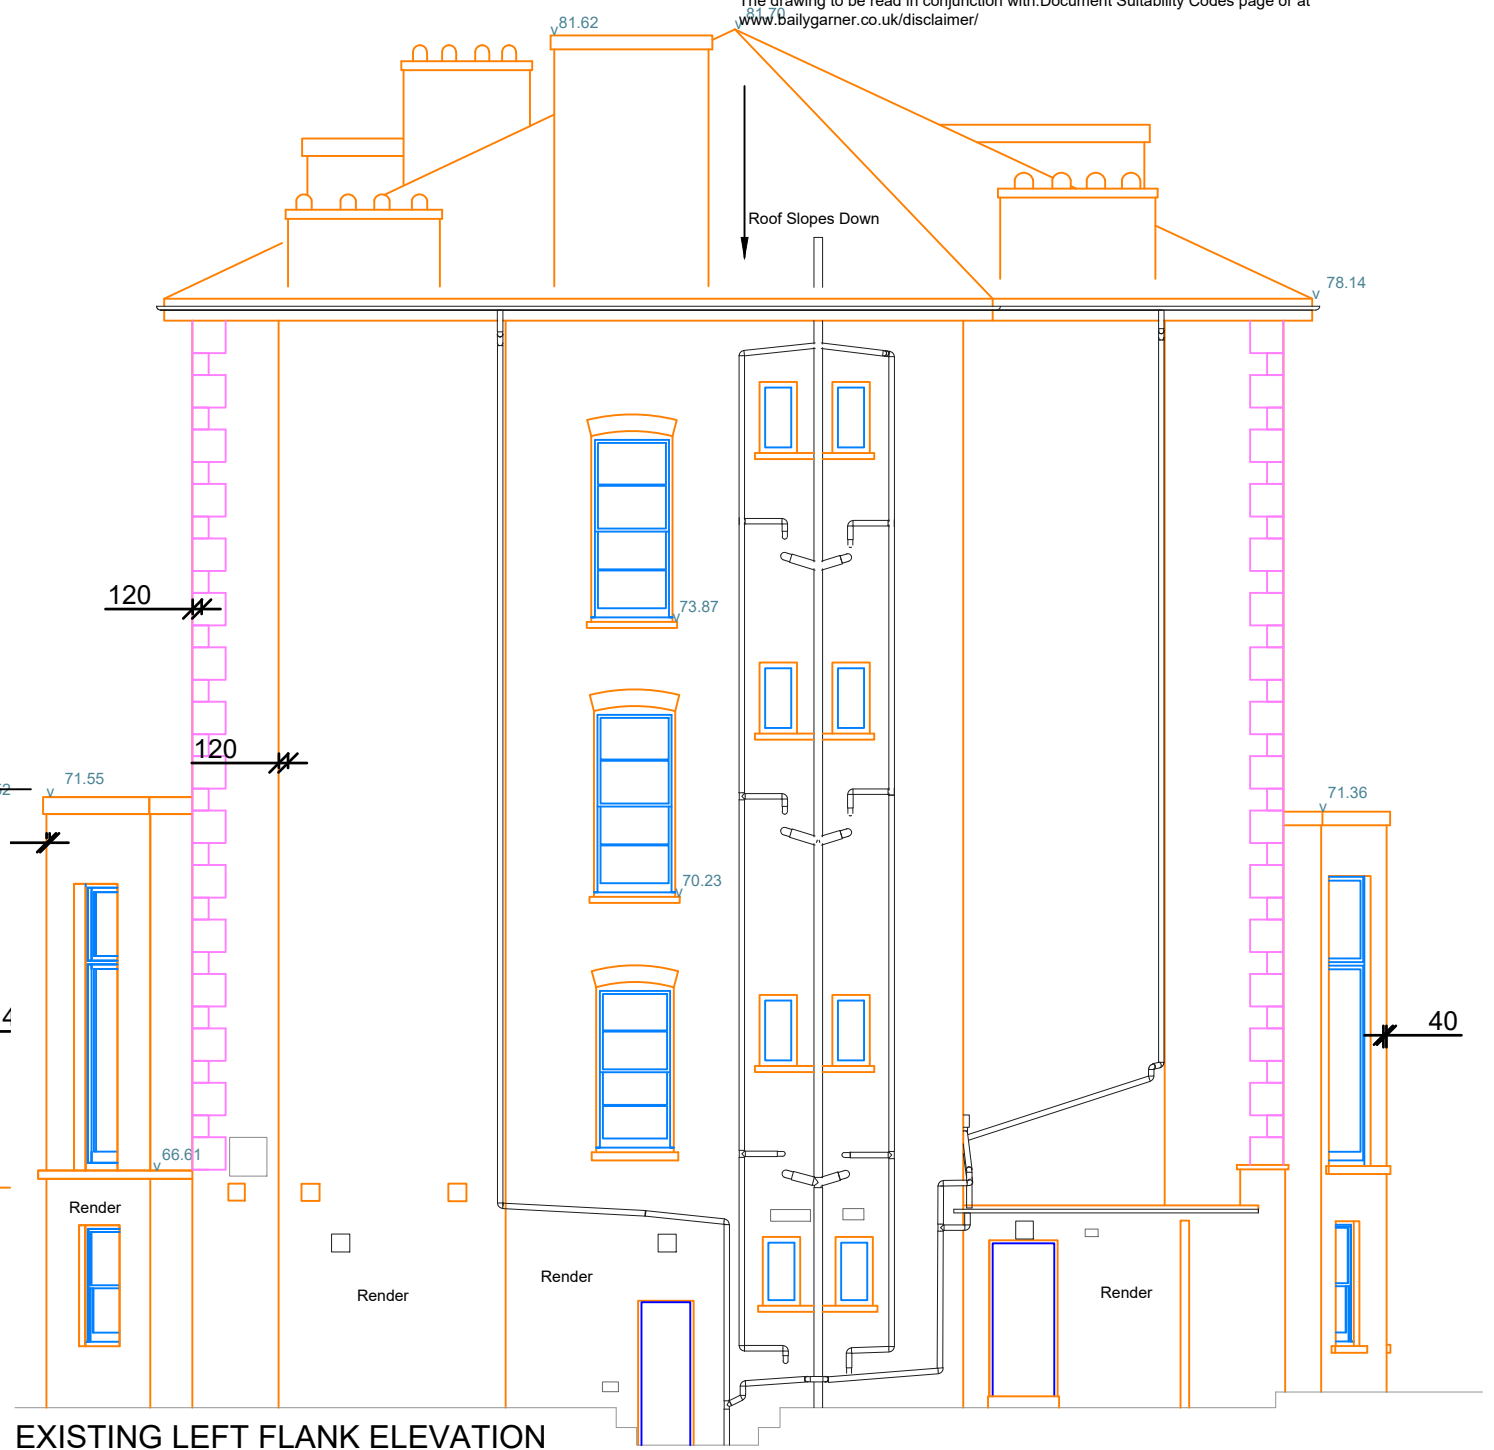 The drawing to be read in conjunction with:Document Suitability Codes page or at
www.bailygarner.co.uk/disclaimer/
81.62
81.70
Roof Slopes Down
78.14
120
73.87
120
71.55
71.36
70.23
40
66.61
Render
Render
Render
Render
EXISTING LEFT FLANK ELEVATION